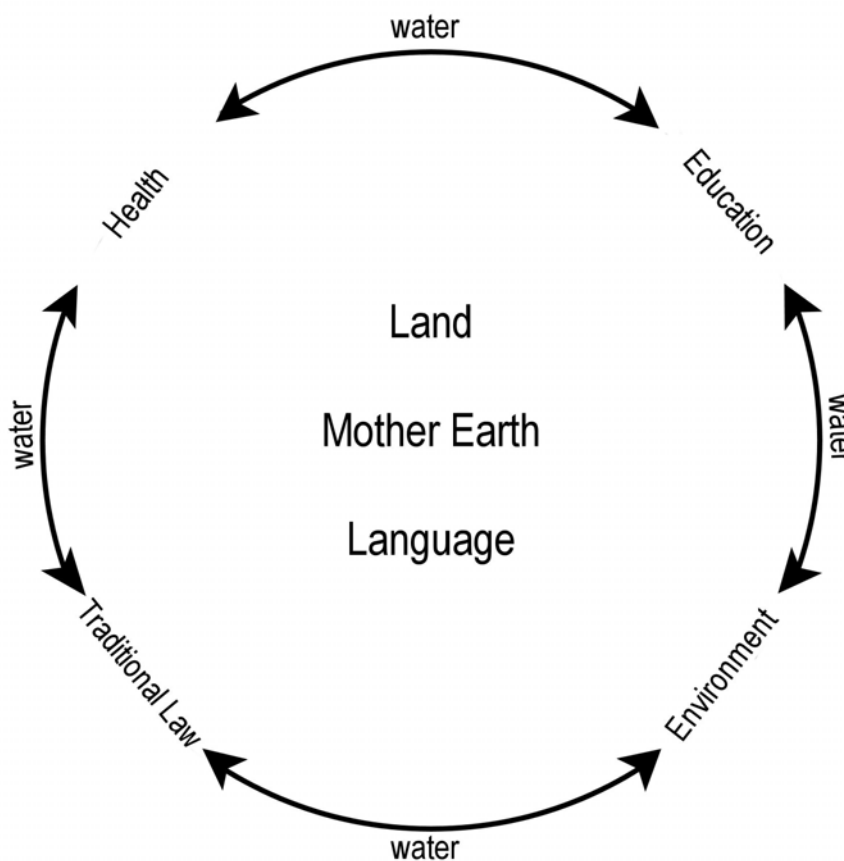 water
Health
Education
Land
Mother Earth
Language
water
water
Traditional Law
Environment
water